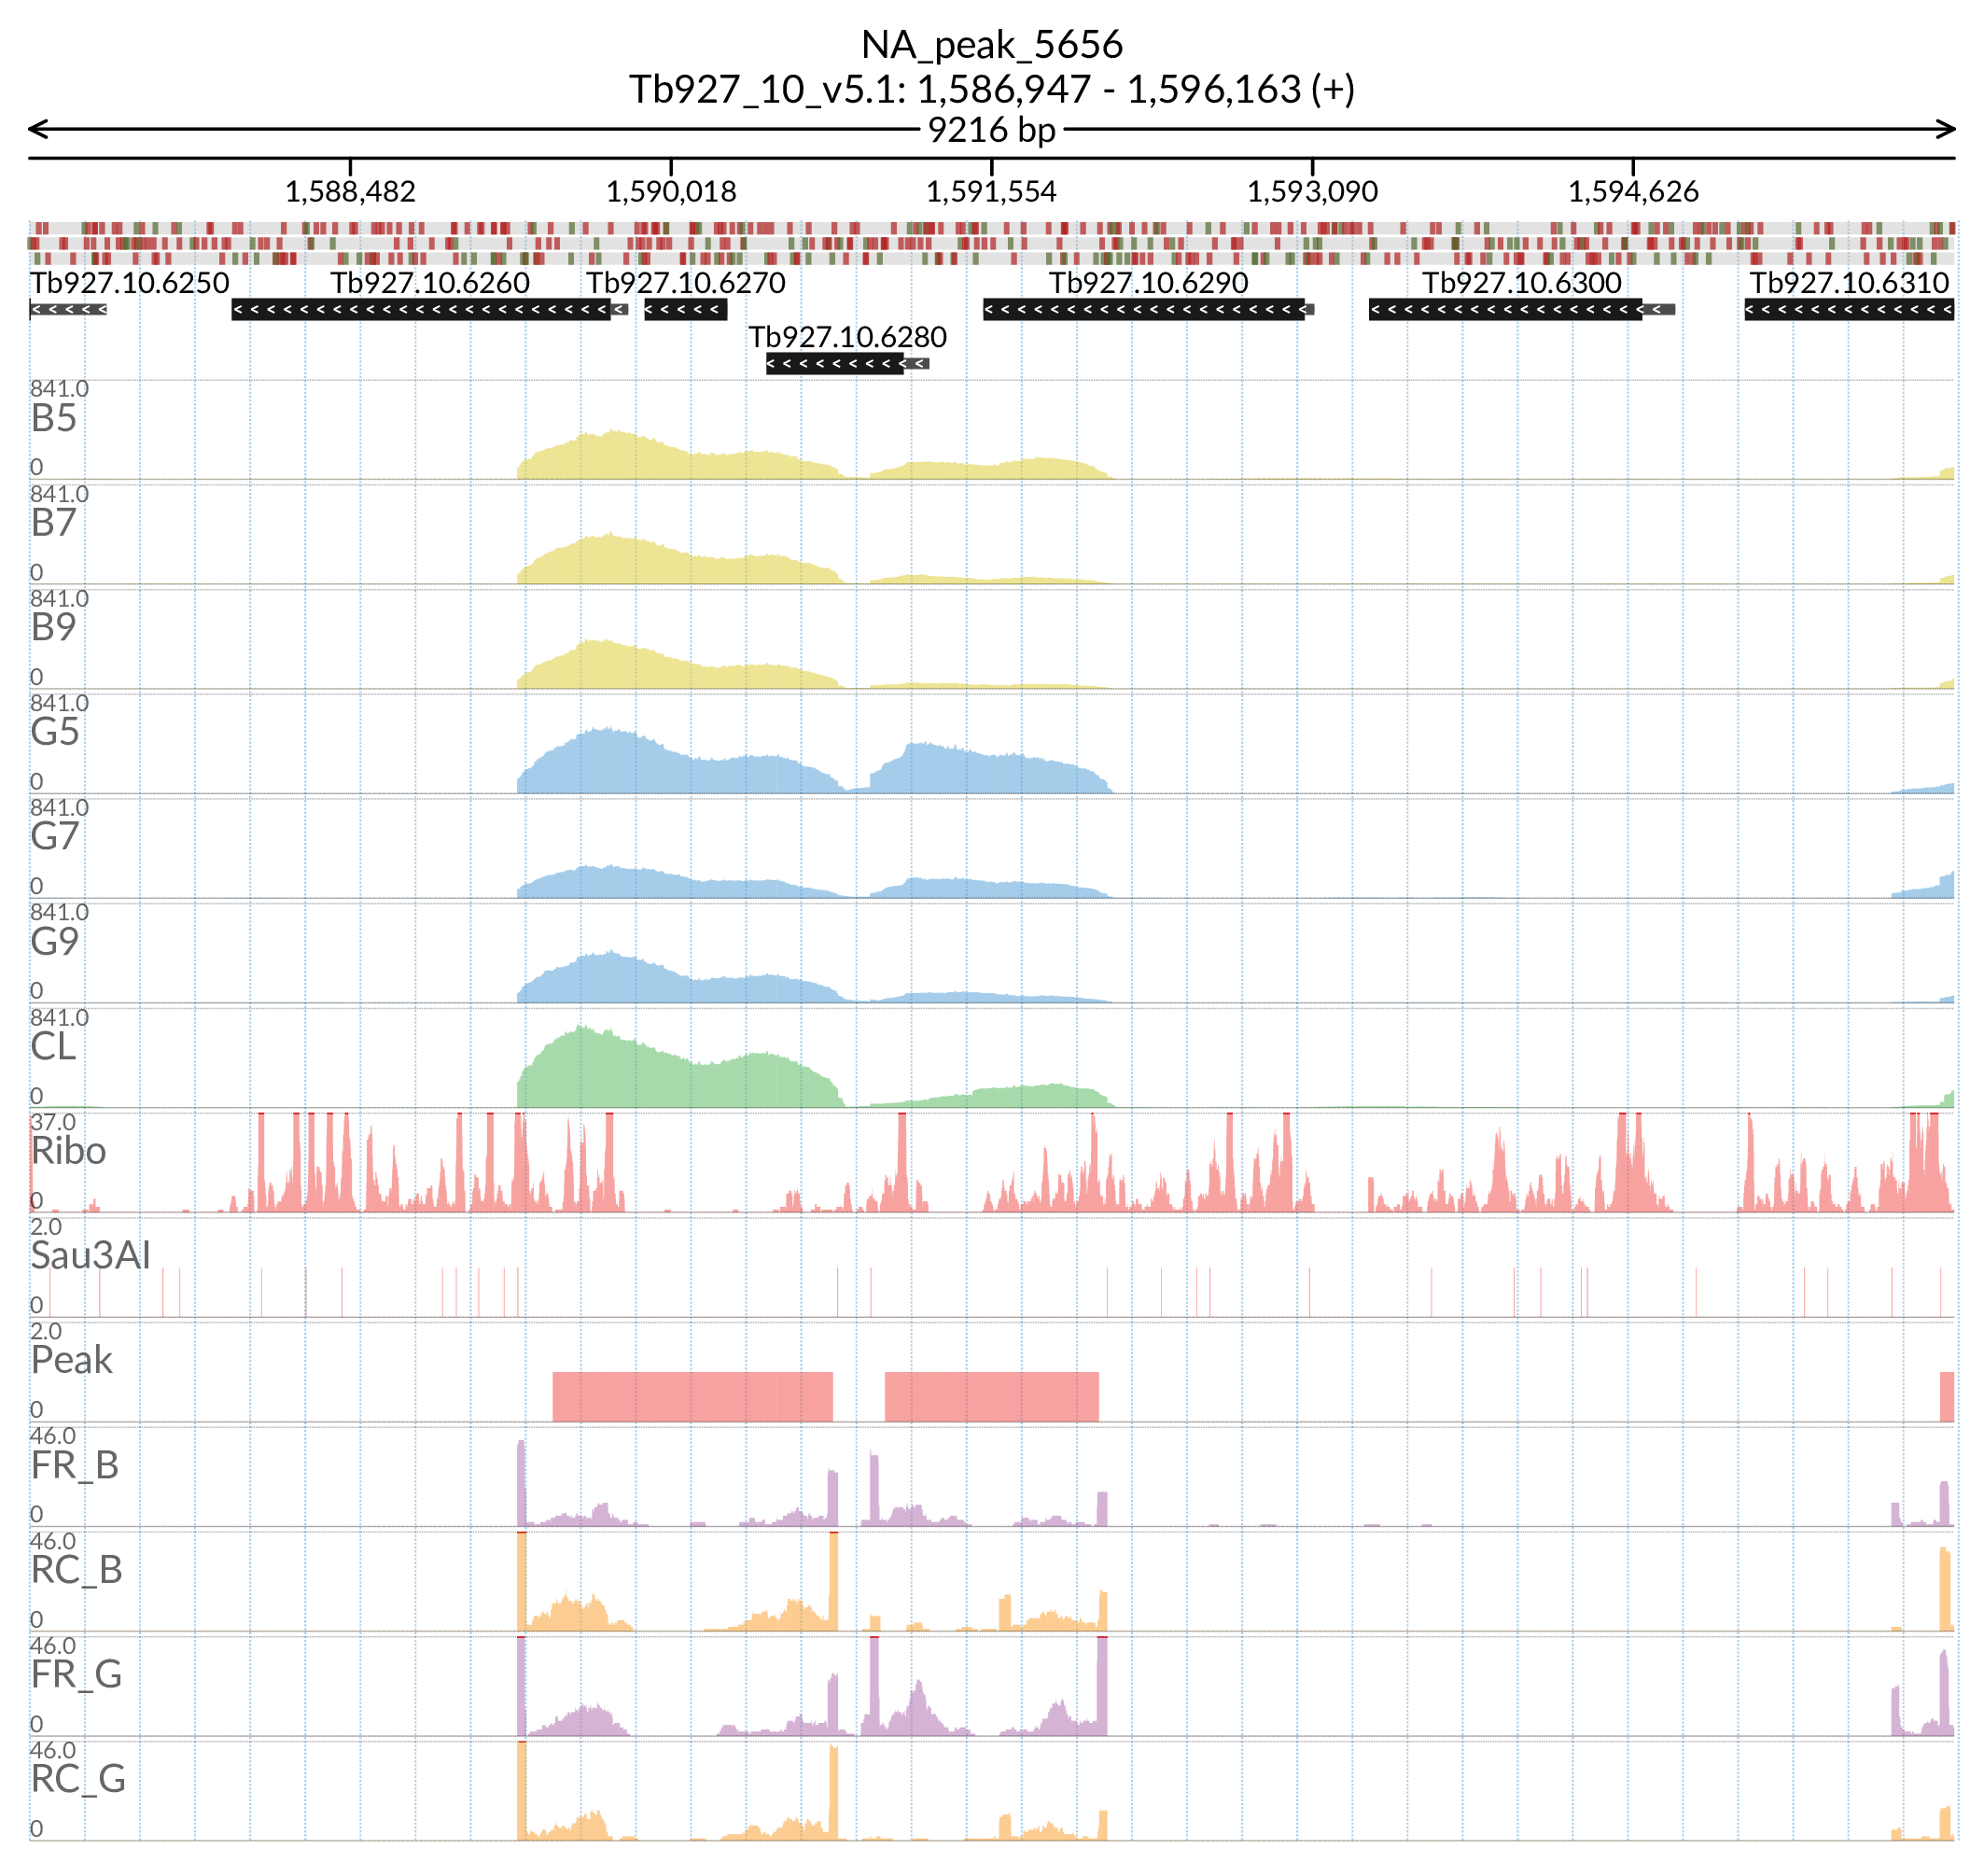 NA_peak_5656
Tb927_10_v5.1: 1,586,947 - 1,596,163 (+)
9216 bp
1,588,482 1,590,018 1,591,554 1,593,090 1,594,626
Tb927.10.6250 Tb927.10.6260 Tb927.10.6270 Tb927.10.6290 Tb927.10.6300 Tb927.10.6310
Tb927.10.6280
841.0
B5
0
841.0
B7
0
841.0
B9
0
841.0
G5
0
841.0
G7
0
841.0
G9
0
841.0
CL
0
37.0
Ribo
0
2.0
Sau3AI
0
2.0
Peak
0
46.0
FR_B
0
46.0
RC_B
0
46.0
FR_G
0
46.0
RC_G
0